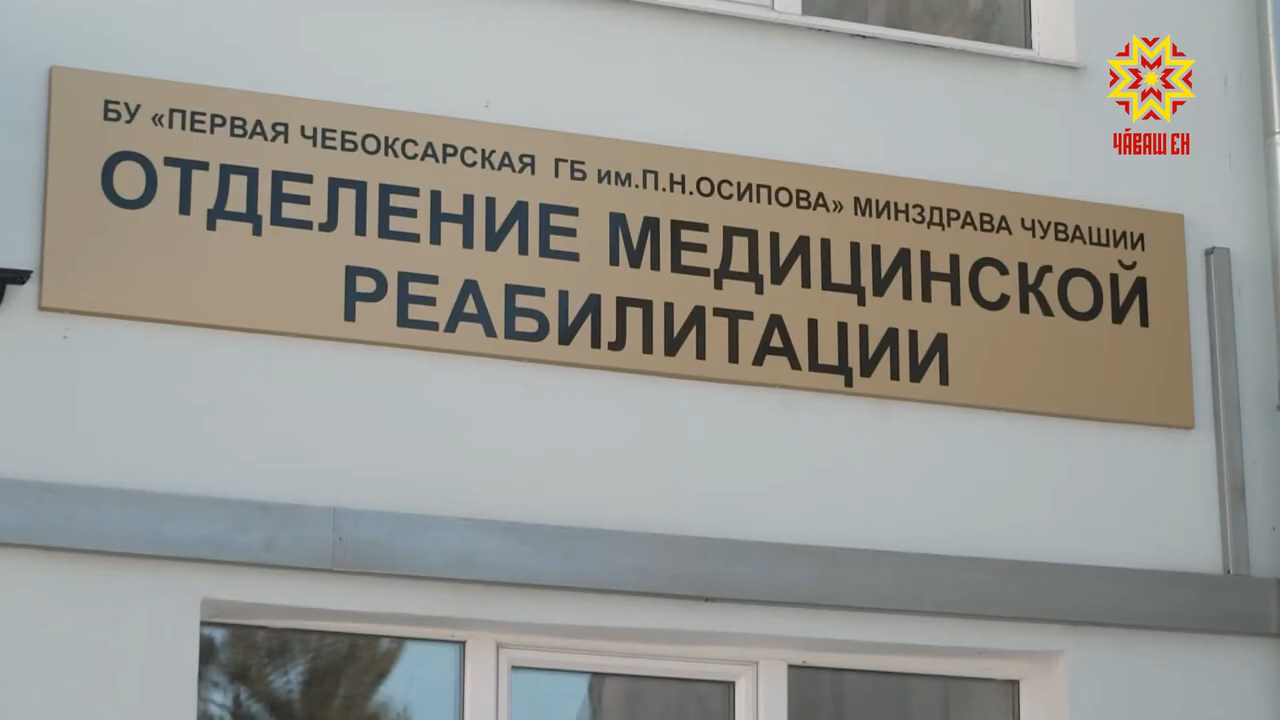 БУ «ПЕРВАЯ ЧЕБОКСАРСКАЯ ГБ им.П.Н.ОСИПОВА» МИНЗДРАВА ЧУВАШИИ
ОТДЕЛЕНИЕ МЕДИЦИНСКОЙ
РЕАБИЛИТАЦИИ
ЧӐВАШ ЕН